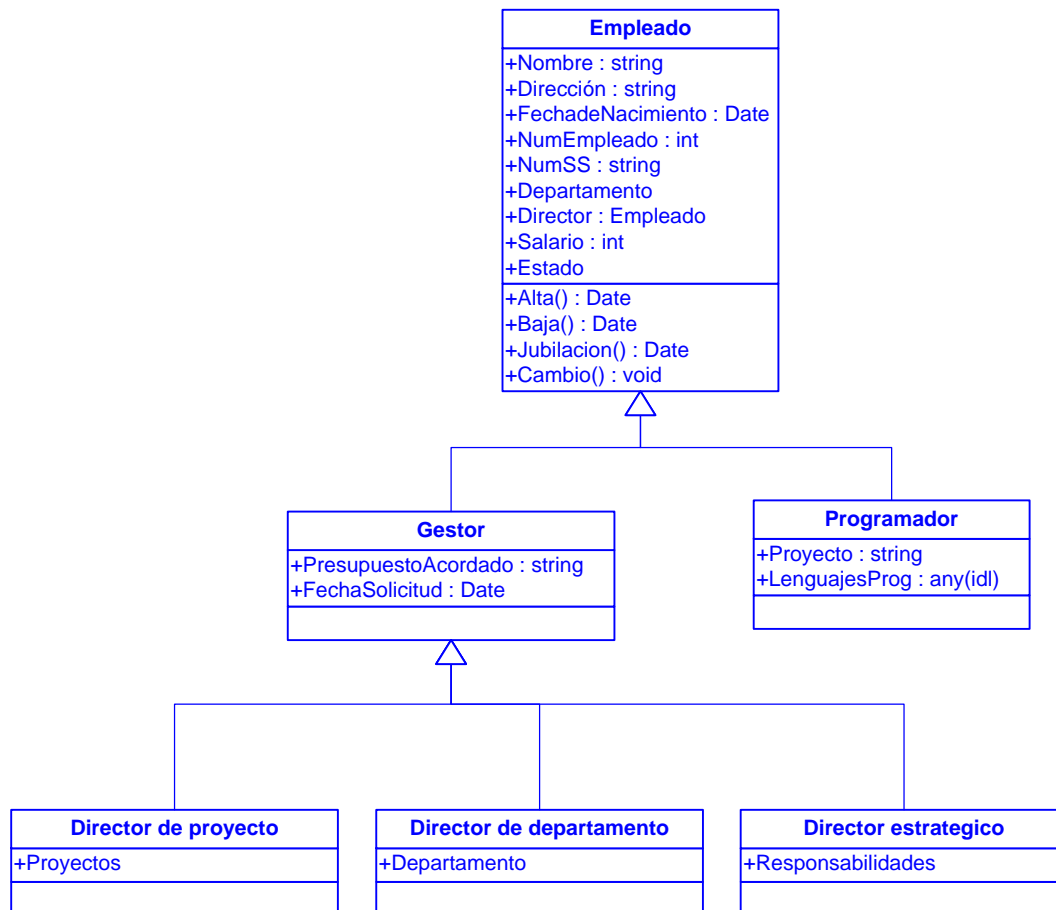 Empleado
+Nombre : string
+Dirección : string
+FechadeNacimiento : Date
+NumEmpleado : int
+NumSS : string
+Departamento
+Director : Empleado
+Salario : int
+Estado
+Alta() : Date
+Baja() : Date
+Jubilacion() : Date
+Cambio() : void
Gestor
+PresupuestoAcordado : string
+FechaSolicitud : Date
Programador
+Proyecto : string
+LenguajesProg : any(idl)
Director de proyecto
+Proyectos
Director de departamento
+Departamento
Director estrategico
+Responsabilidades